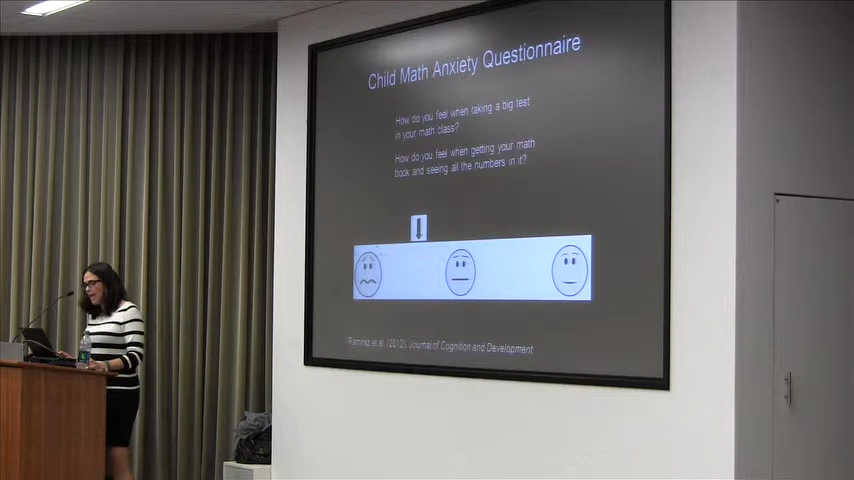 Child Math Anxiety Questionnaire
How do you feel when taking a big test
in your math class?
How do you feel when getting your math
book and seeing all the numbers in it?
Ramirez et al. (2012). Journal of Cognition and Development